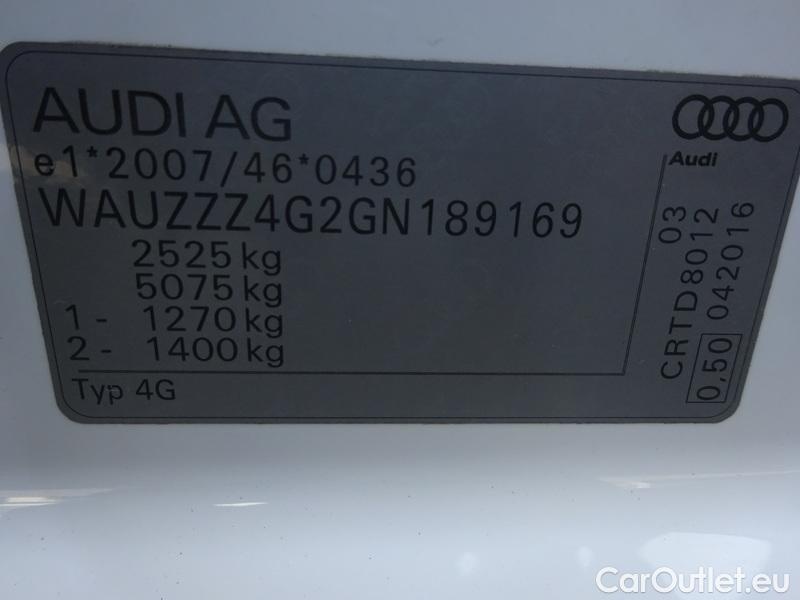 AUDI AG
e1*2007/46*0436
WAUZZZ4G2GN189169
2525 kg
5075 kg
1 - 1270 kg
2 - 1400 kg
Typ 4G
Audi
03
CRTD8012
0,50 042016
CarOutlet.eu